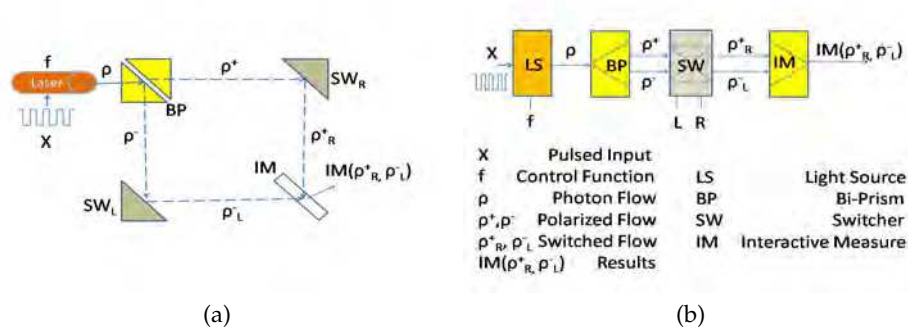 f
Laser
ρ
ρ⁺
SW_R
BP
X
ρ⁻
ρ⁺_R
IM
IM(ρ⁺_R, ρ⁻_L)
SW_L
ρ⁻_L
(a)
X
LS
ρ
BP
ρ⁺
ρ⁻
SW
ρ⁺_R
ρ⁻_L
IM
IM(ρ⁺_R, ρ⁻_L)
f
L R
X Pulsed Input
f Control Function LS Light Source
ρ Photon Flow BP Bi-Prism
ρ⁺,ρ⁻ Polarized Flow SW Switcher
ρ⁺_R, ρ⁻_L Switched Flow IM Interactive Measure
IM(ρ⁺_R, ρ⁻_L) Results
(b)